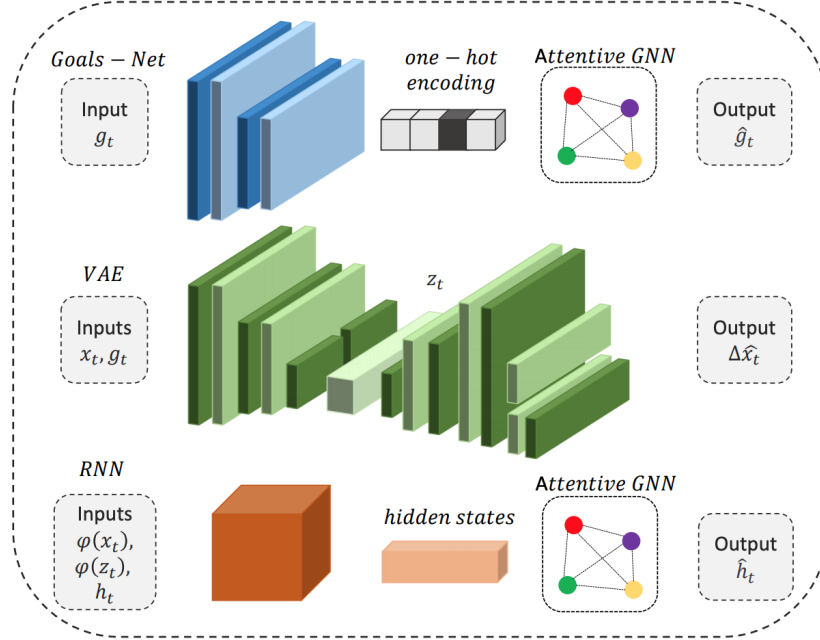 Goals − Net
Input
g_t
one − hot
encoding
Attentive GNN
Output
ĝ_t
VAE
Inputs
x_t, g_t
z_t
Output
Δx̂_t
RNN
Inputs
φ(x_t),
φ(z_t),
h_t
hidden states
Attentive GNN
Output
ĥ_t